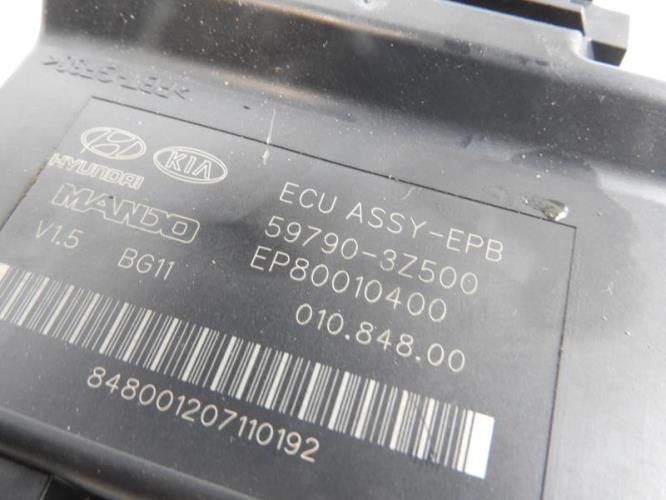 HYUNDAI KIA
MANDO
V1.5 BG11
ECU ASSY-EPB
59790-3Z500
EP80010400
010.848.00
848001207110192